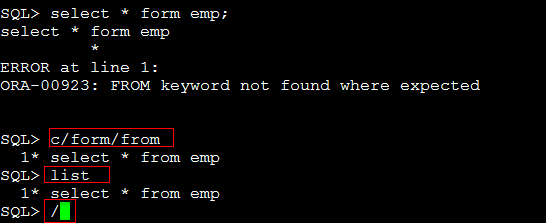 SQL> select * form emp;
select * form emp
*
ERROR at line 1:
ORA-00923: FROM keyword not found where expected
SQL> c/form/from
1* select * from emp
SQL> list
1* select * from emp
SQL> /